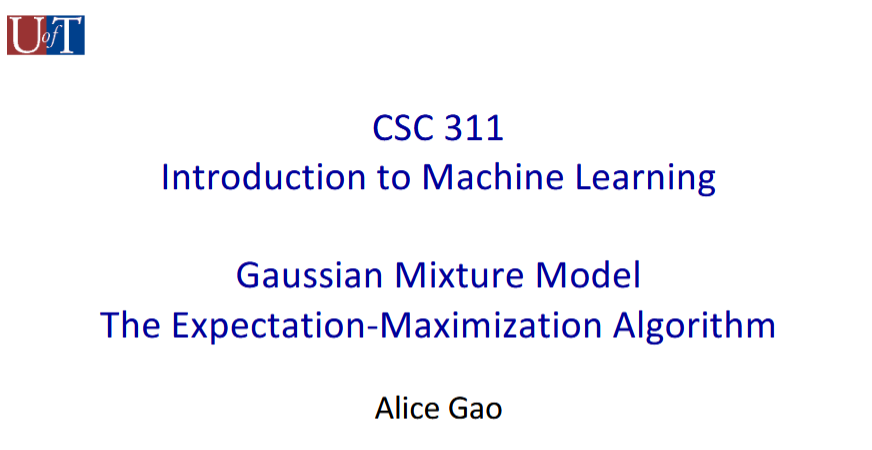 UofT
CSC 311
Introduction to Machine Learning
Gaussian Mixture Model
The Expectation-Maximization Algorithm
Alice Gao